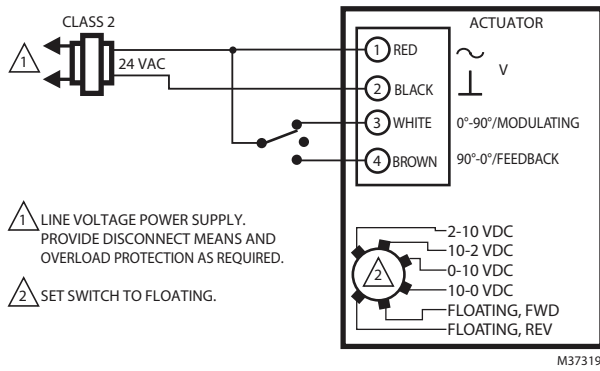 CLASS 2
1
24 VAC
ACTUATOR
1 RED
V
2 BLACK
3 WHITE 0°-90°/MODULATING
4 BROWN 90°-0°/FEEDBACK
1 LINE VOLTAGE POWER SUPPLY.
PROVIDE DISCONNECT MEANS AND
OVERLOAD PROTECTION AS REQUIRED.
2 SET SWITCH TO FLOATING.
2
2-10 VDC
10-2 VDC
0-10 VDC
10-0 VDC
FLOATING, FWD
FLOATING, REV
M37319